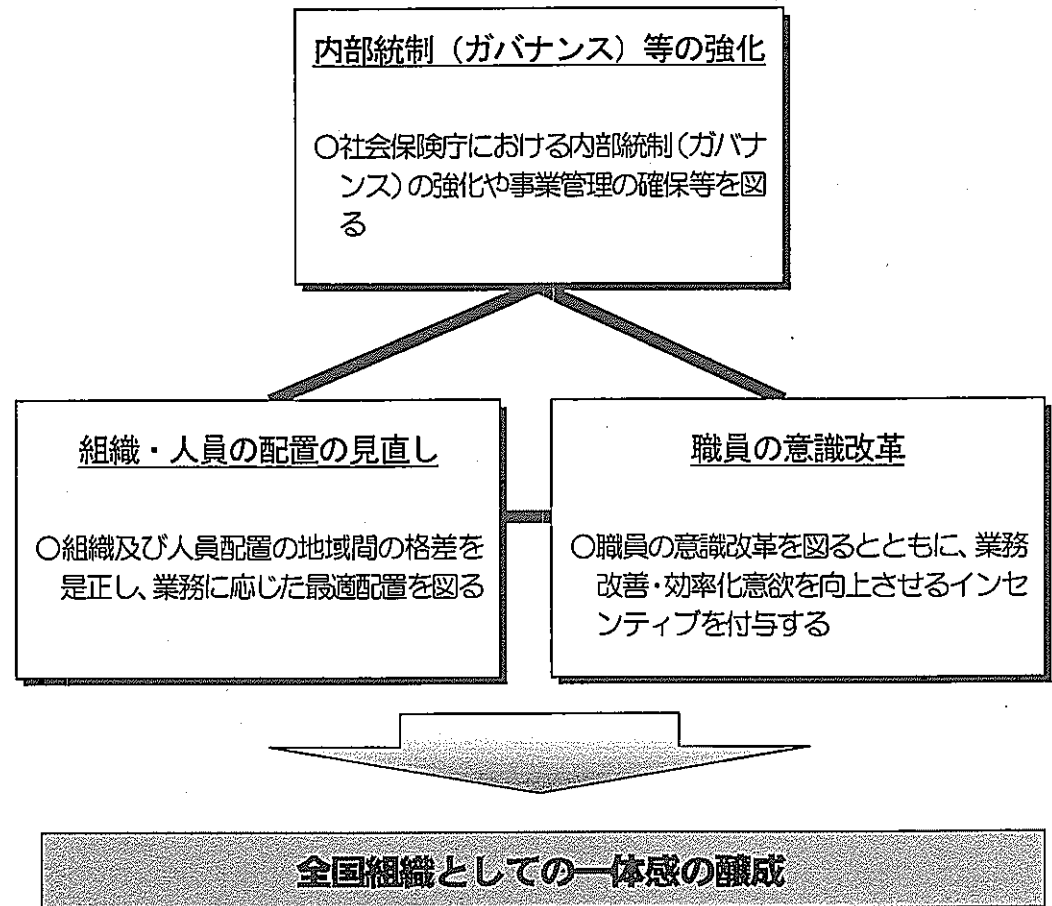 内部統制（ガバナンス）等の強化
○社会保険庁における内部統制（ガバナ
ンス）の強化や事業管理の確保等を図
る
組織・人員の配置の見直し
○組織及び人員配置の地域間の格差を
是正し、業務に応じた最適配置を図る
職員の意識改革
○職員の意識改革を図るとともに、業務
改善・効率化意欲を向上させるインセ
ンティブを付与する
全国組織としての一体感の醸成